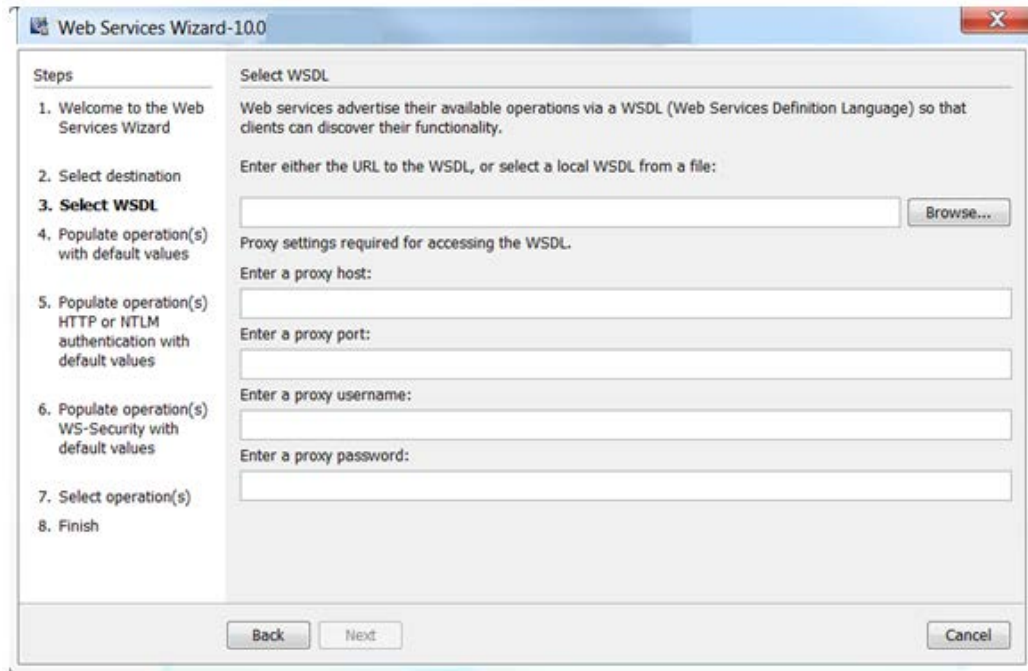 Web Services Wizard-10.0
Steps
1. Welcome to the Web
Services Wizard
2. Select destination
3. Select WSDL
4. Populate operation(s)
with default values
5. Populate operation(s)
HTTP or NTLM
authentication with
default values
6. Populate operation(s)
WS-Security with
default values
7. Select operation(s)
8. Finish
Select WSDL
Web services advertise their available operations via a WSDL (Web Services Definition Language) so that
clients can discover their functionality.
Enter either the URL to the WSDL, or select a local WSDL from a file:
Browse...
Proxy settings required for accessing the WSDL.
Enter a proxy host:
Enter a proxy port:
Enter a proxy username:
Enter a proxy password:
Back
Next
Cancel